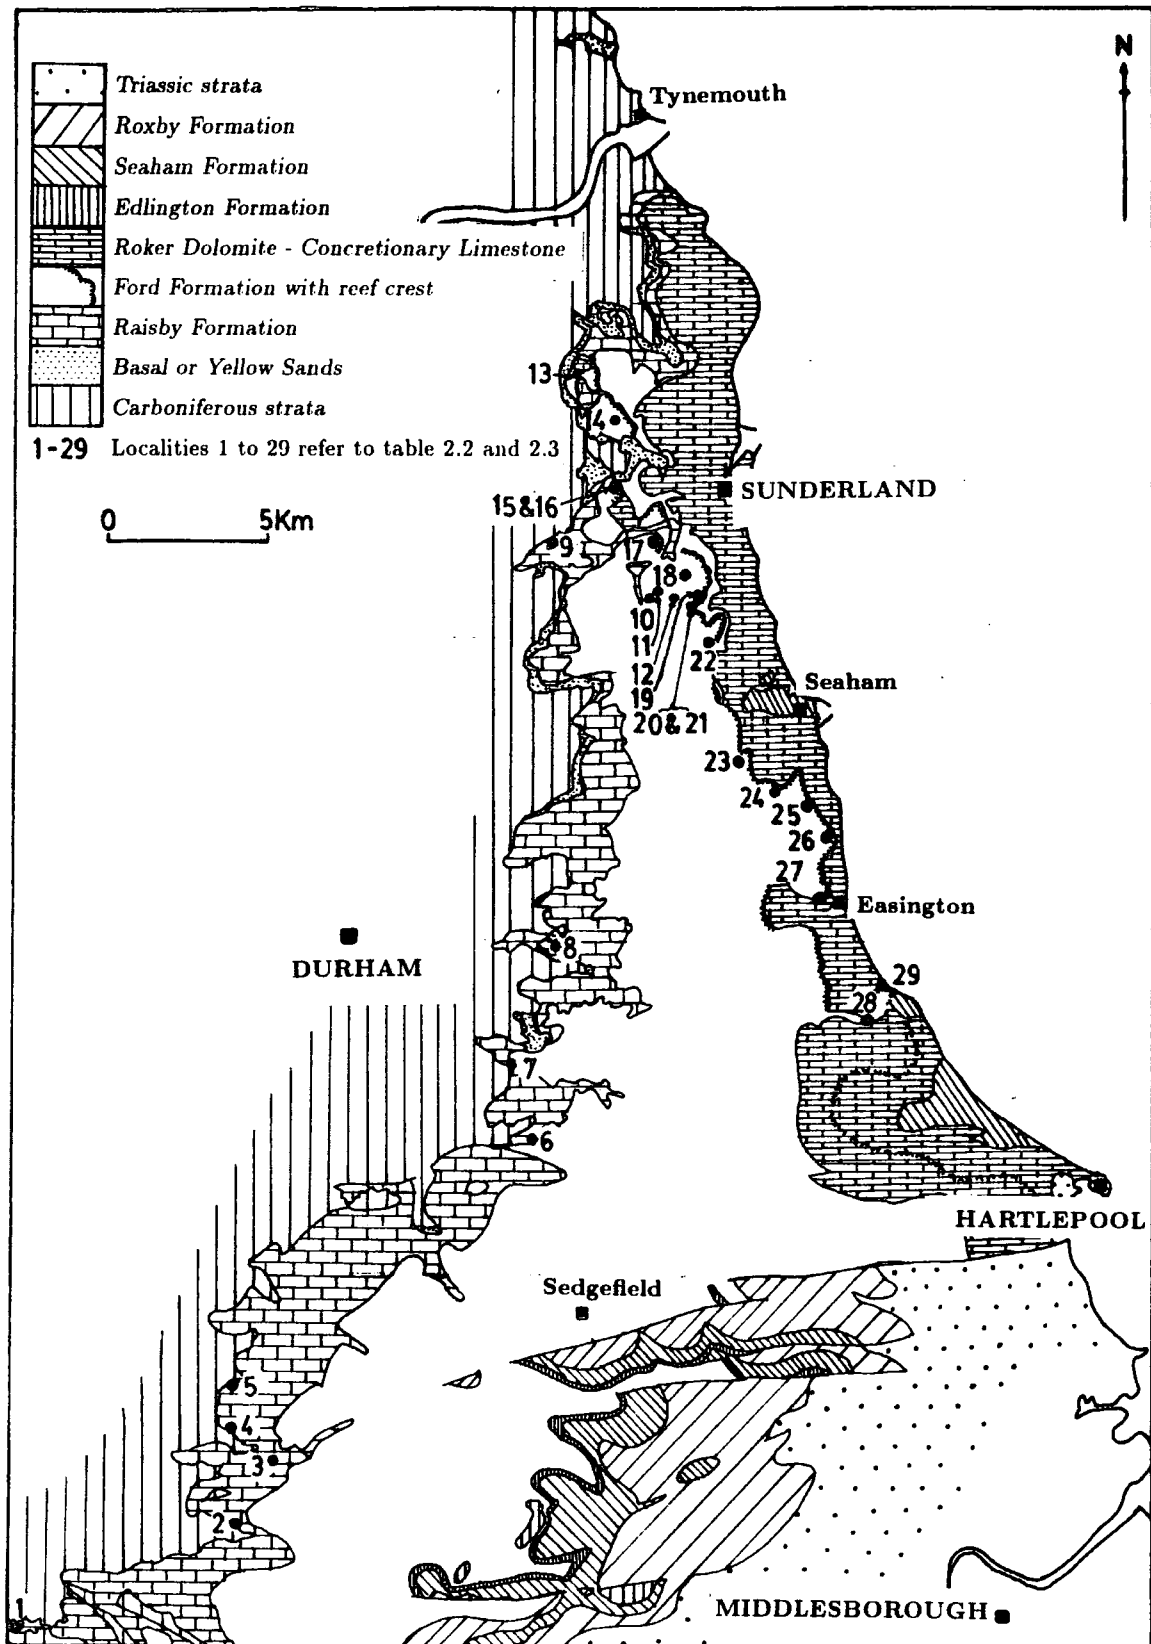 N
Tynemouth
Triassic strata
Roxby Formation
Seaham Formation
Edlington Formation
Roker Dolomite - Concretionary Limestone
Ford Formation with reef crest
Raisby Formation
Basal or Yellow Sands
Carboniferous strata
1-29 Localities 1 to 29 refer to table 2.2 and 2.3
13
14
SUNDERLAND
15&16
0 5Km
9
17
18
10
11
12
19
20&21
22
Seaham
23
24
25
26
27
Easington
8
DURHAM
29
28
7
6
HARTLEPOOL
Sedgefield
5
4
3
2
1
MIDDLESBOROUGH